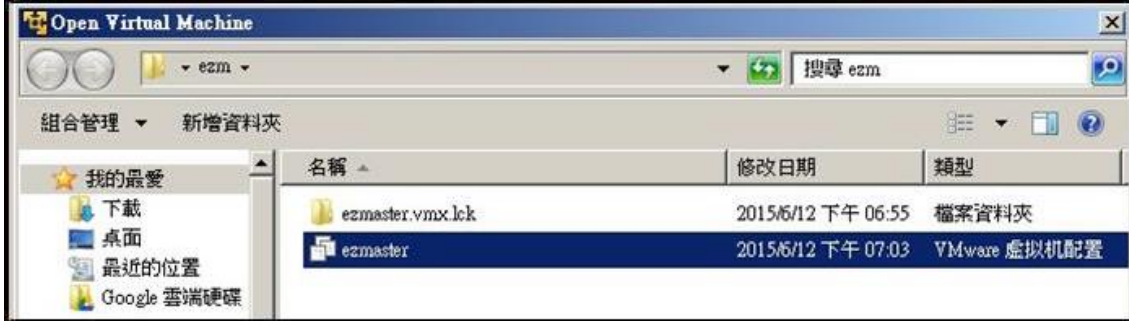 Open Virtual Machine
ezm
搜尋 ezm
組合管理 新增資料夾
我的最愛
下載
桌面
最近的位置
Google 雲端硬碟
名稱 修改日期 類型
ezmaster.vmx.lck 2015/6/12 下午 06:55 檔案資料夾
ezmaster 2015/6/12 下午 07:03 VMware 虛拟机配置